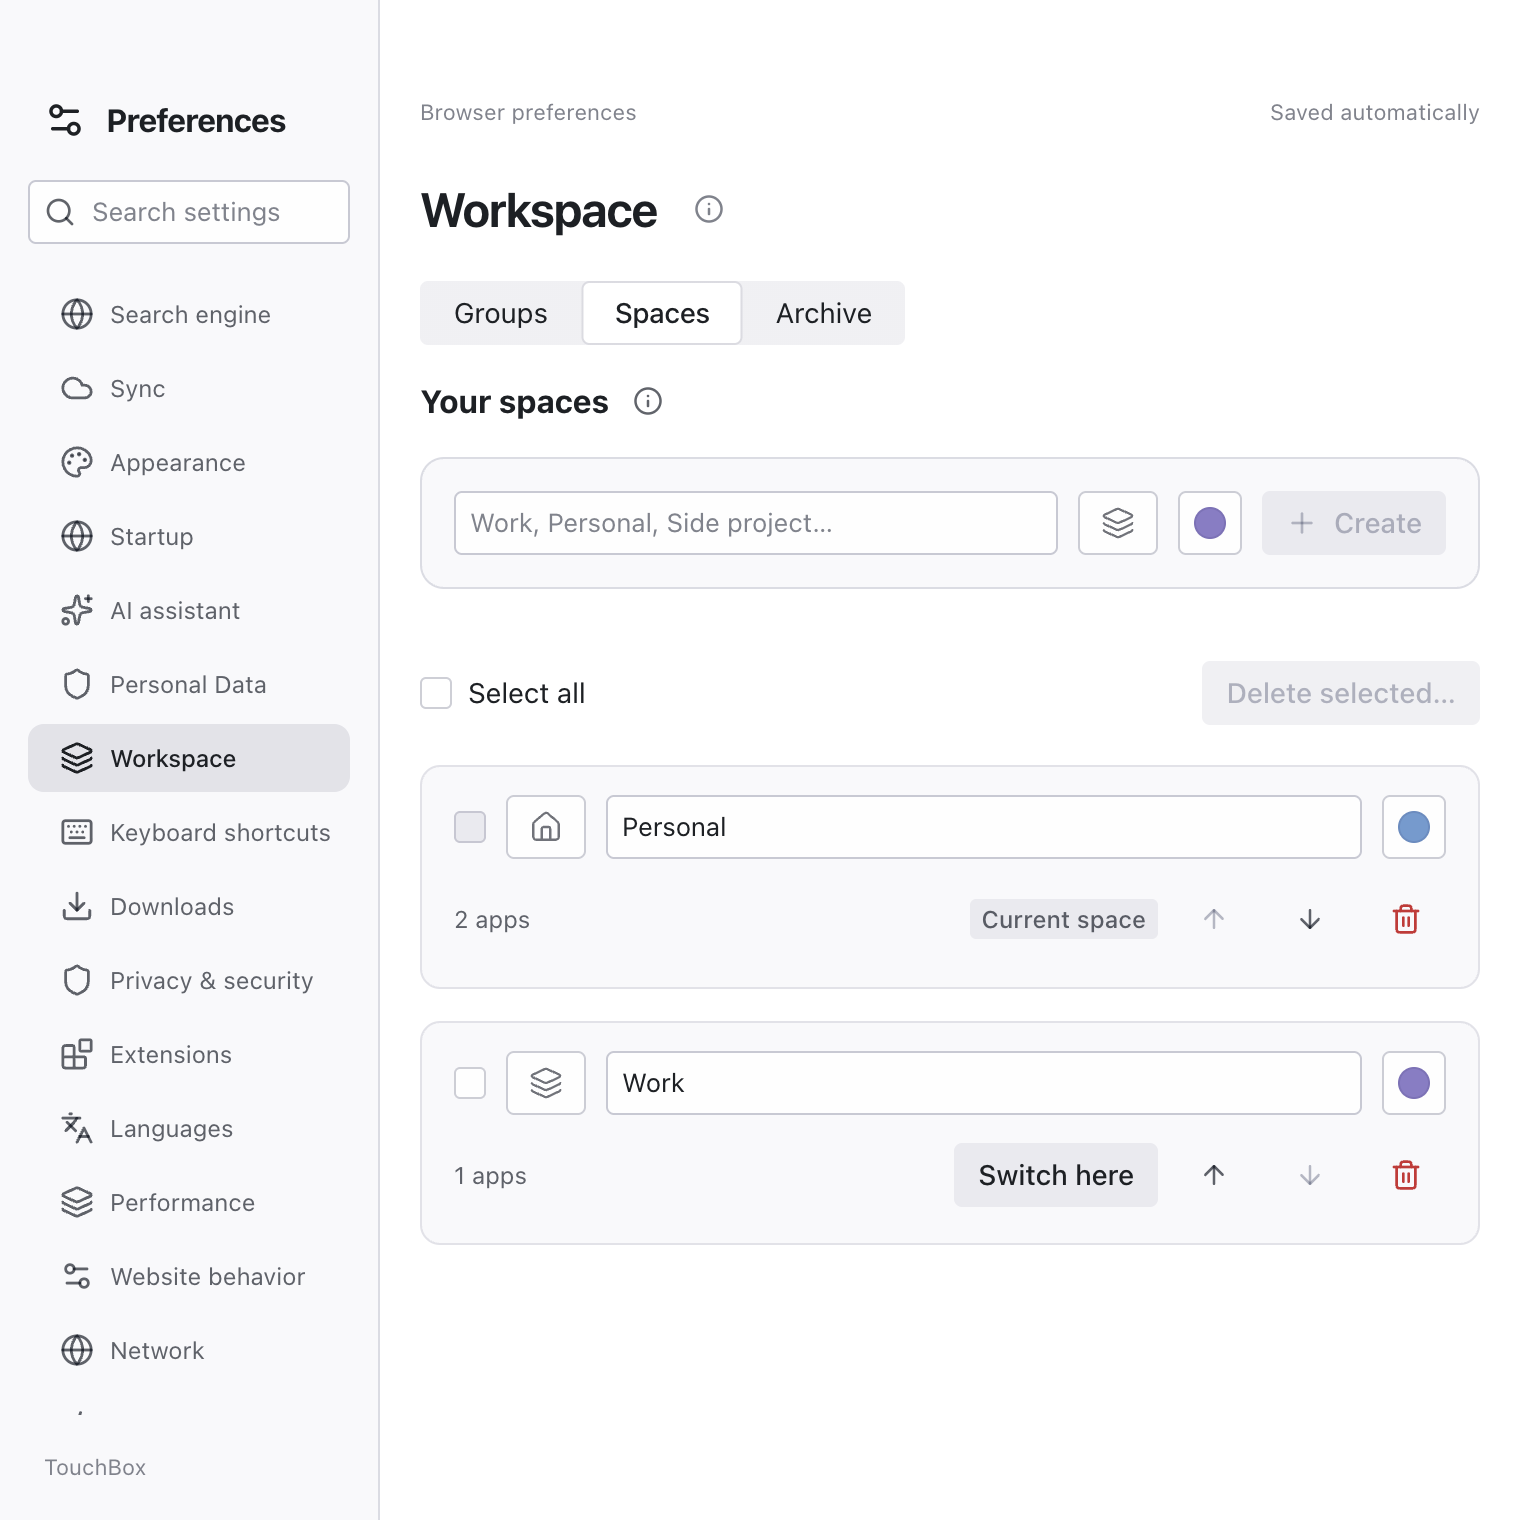 Preferences
Search settings
Search engine
Sync
Appearance
Startup
AI assistant
Personal Data
Workspace
Keyboard shortcuts
Downloads
Privacy & security
Extensions
Languages
Performance
Website behavior
Network
TouchBox
Browser preferences
Saved automatically
Workspace
Groups
Spaces
Archive
Your spaces
Work, Personal, Side project...
Create
Select all
Delete selected...
Personal
2 apps
Current space
Work
1 apps
Switch here